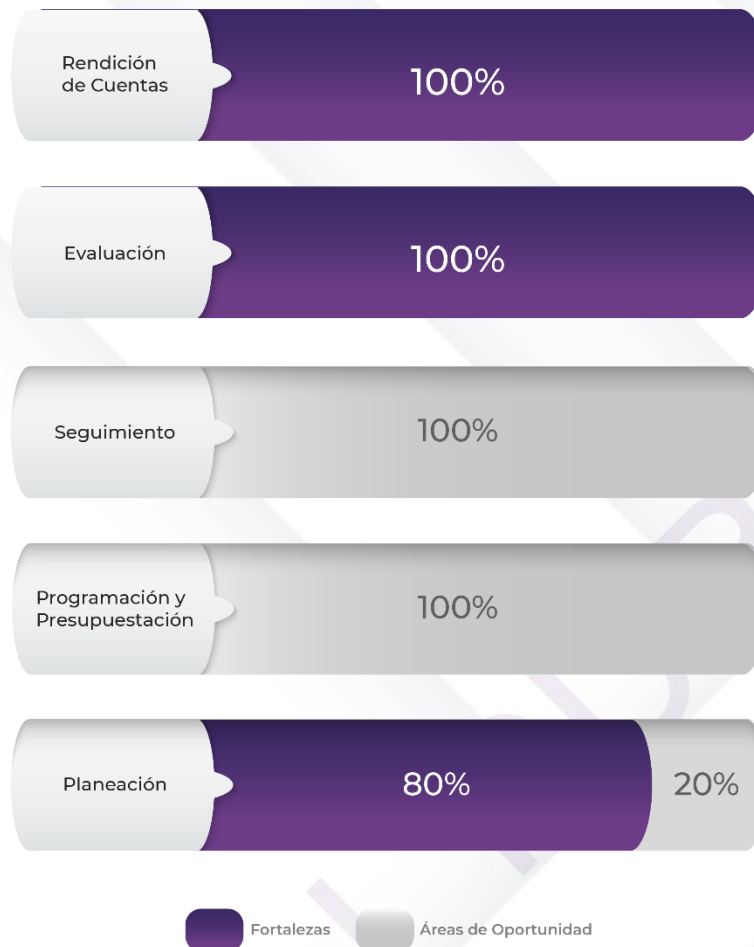 Rendición
de Cuentas
100%
Evaluación
100%
Seguimiento
100%
Programación y
Presupuestación
100%
Planeación
80%
20%
Fortalezas
Áreas de Oportunidad